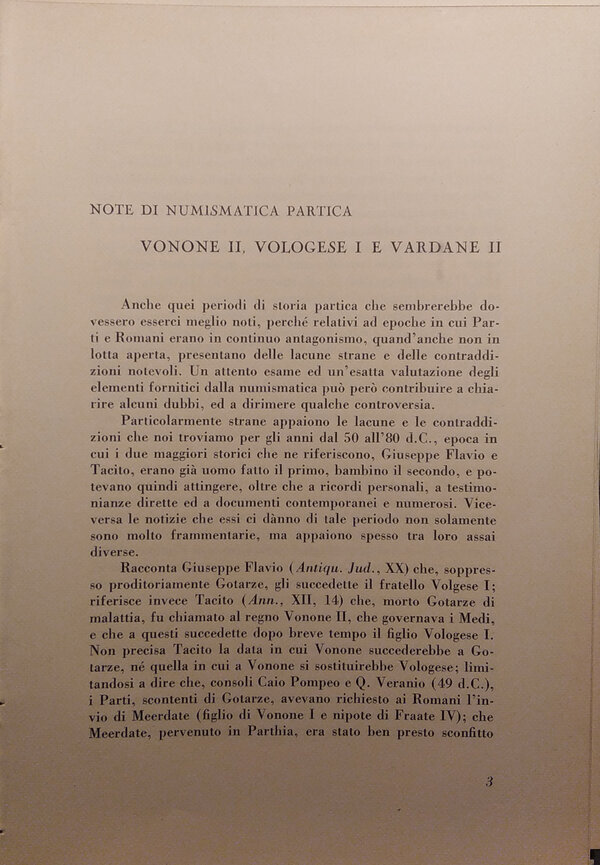 NOTE DI NUMISMATICA PARTICA
VONONE II, VOLOGESE I E VARDANE II
Anche quei periodi di storia partica che sembrerebbe do-
vessero esserci meglio noti, perché relativi ad epoche in cui Par-
ti e Romani erano in continuo antagonismo, quand'anche non in
lotta aperta, presentano delle lacune strane e delle contraddi-
zioni notevoli. Un attento esame ed un'esatta valutazione degli
elementi fornitici dalla numismatica può però contribuire a chia-
rire alcuni dubbi, ed a dirimere qualche controversia.
Particolarmente strane appaiono le lacune e le contraddi-
zioni che noi troviamo per gli anni dal 50 all'80 d.C., epoca in
cui i due maggiori storici che ne riferiscono, Giuseppe Flavio e
Tacito, erano già uomo fatto il primo, bambino il secondo, e po-
tevano quindi attingere, oltre che a ricordi personali, a testimo-
nianze dirette ed a documenti contemporanei e numerosi. Vice-
versa le notizie che essi ci dànno di tale periodo non solamente
sono molto frammentarie, ma appaiono spesso tra loro assai
diverse.
Racconta Giuseppe Flavio (Antiqu. Jud., XX) che, soppres-
so proditoriamente Gotarze, gli succedette il fratello Volgese I;
riferisce invece Tacito (Ann., XII, 14) che, morto Gotarze di
malattia, fu chiamato al regno Vonone II, che governava i Medi,
e che a questi succedette dopo breve tempo il figlio Vologese I.
Non precisa Tacito la data in cui Vonone succederebbe a Go-
tarze, né quella in cui a Vonone si sostituirebbe Vologese; limi-
tandosi a dire che, consoli Caio Pompeo e Q. Veranio (49 d.C.),
i Parti, scontenti di Gotarze, avevano richiesto ai Romani l'in-
vio di Meerdate (figlio di Vonone I e nipote di Fraate IV); che
Meerdate, pervenuto in Parthia, era stato ben presto sconfitto
3